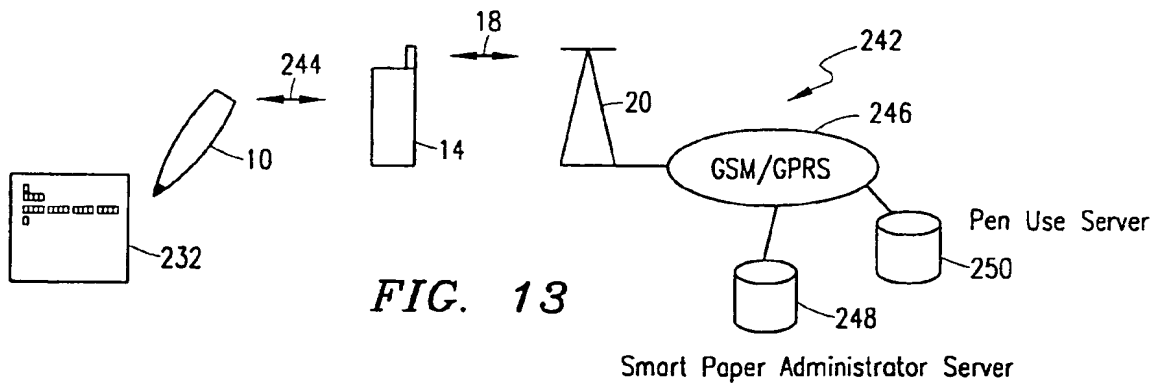 18
242
244
20
246
10
14
GSM/GPRS
232
Pen Use Server
250
FIG. 13
248
Smart Paper Administrator Server